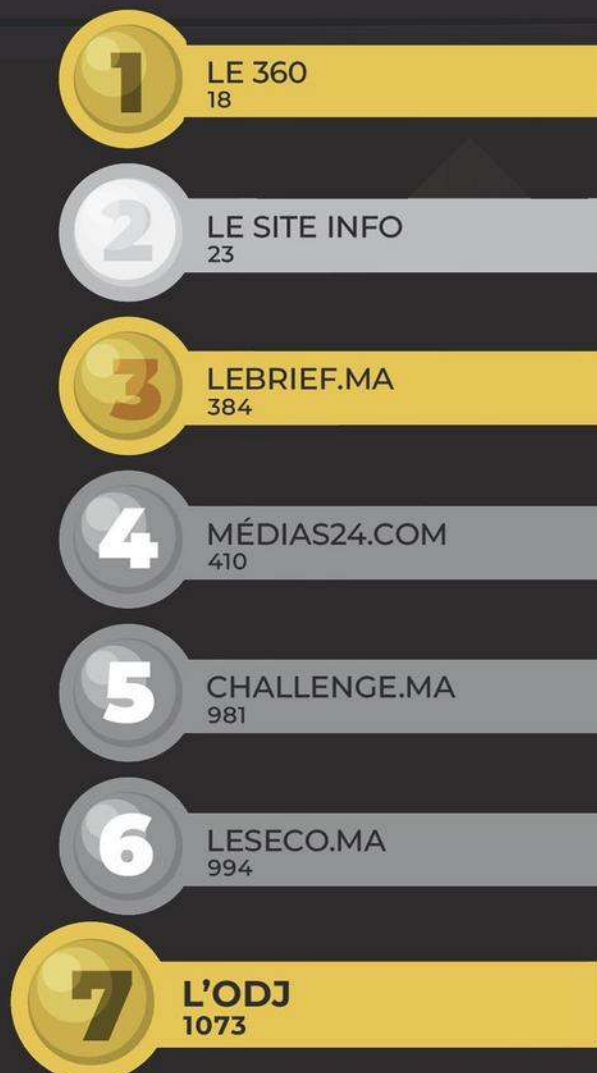 1
LE 360
18
2
LE SITE INFO
23
3
LEBRIEF.MA
384
4
MÉDIAS24.COM
410
5
CHALLENGE.MA
981
6
LESECO.MA
994
7
L’ODJ
1073